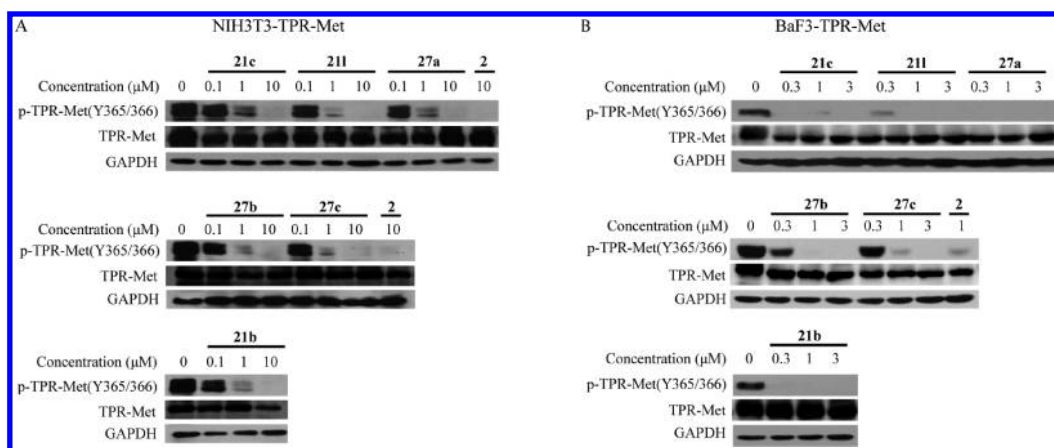 A NIH3T3-TPR-Met
21c 21l 27a 2
Concentration (μM) 0 0.1 1 10 0.1 1 10 0.1 1 10 10
p-TPR-Met(Y365/366)
TPR-Met
GAPDH
27b 27c 2
Concentration (μM) 0 0.1 1 10 0.1 1 10 10
p-TPR-Met(Y365/366)
TPR-Met
GAPDH
21b
Concentration (μM) 0 0.1 1 10
p-TPR-Met(Y365/366)
TPR-Met
GAPDH
B BaF3-TPR-Met
21c 21l 27a
Concentration (μM) 0 0.3 1 3 0.3 1 3 0.3 1 3
p-TPR-Met(Y365/366)
TPR-Met
GAPDH
27b 27c 2
Concentration (μM) 0 0.3 1 3 0.3 1 3 1
p-TPR-Met(Y365/366)
TPR-Met
GAPDH
21b
Concentration (μM) 0 0.3 1 3
p-TPR-Met(Y365/366)
TPR-Met
GAPDH